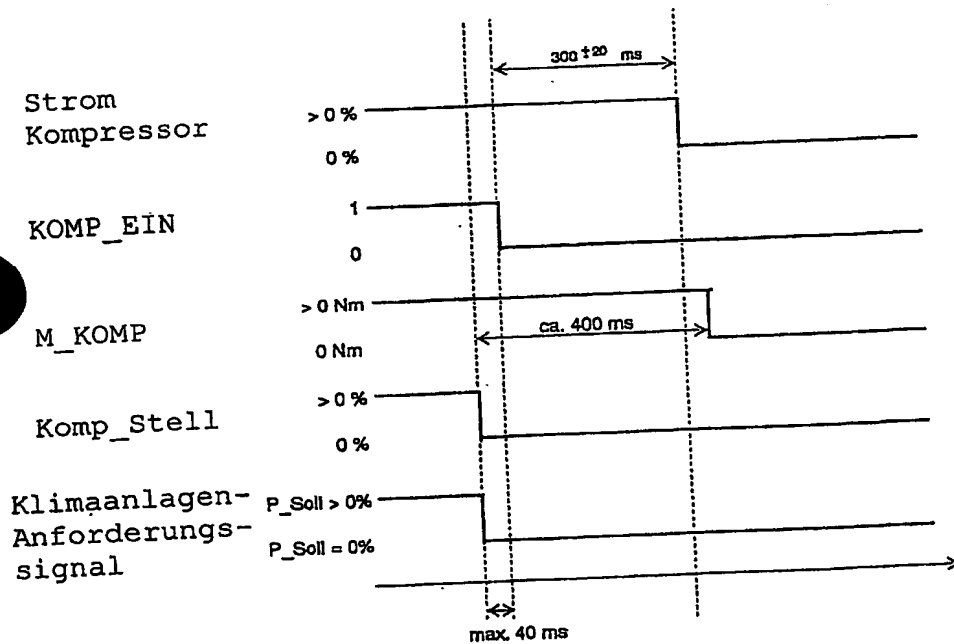 300 ±20 ms
Strom
Kompressor
> 0 %
0 %
KOMP_EIN
1
0
M_KOMP
> 0 Nm
0 Nm
ca. 400 ms
Komp_Stell
> 0 %
0 %
Klimaanlagen-
Anforderungs-
signal
P_Soll > 0%
P_Soll = 0%
max. 40 ms